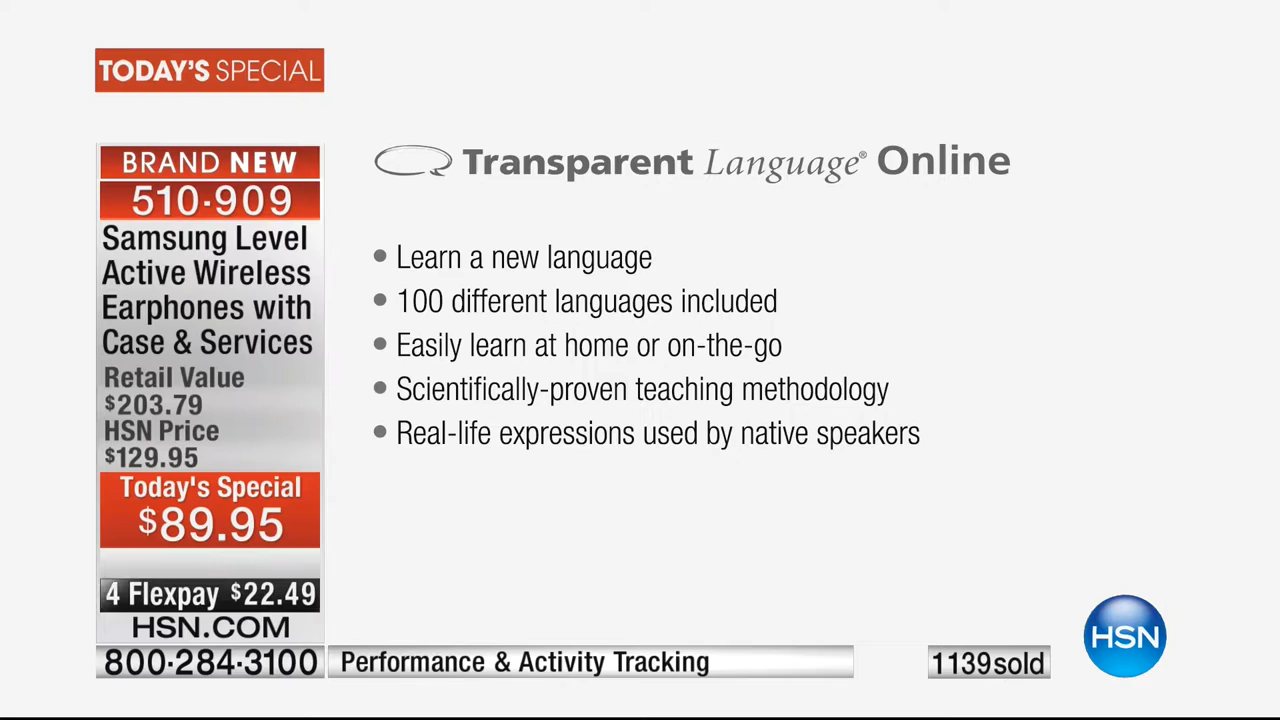 TODAY'S SPECIAL
BRAND NEW
510·909
Samsung Level
Active Wireless
Earphones with
Case & Services
Retail Value
$203.79
HSN Price
$129.95
Today's Special
$89.95
4 Flexpay $22.49
HSN.COM
800·284·3100
Transparent Language® Online
• Learn a new language
• 100 different languages included
• Easily learn at home or on-the-go
• Scientifically-proven teaching methodology
• Real-life expressions used by native speakers
Performance & Activity Tracking
1139sold
HSN